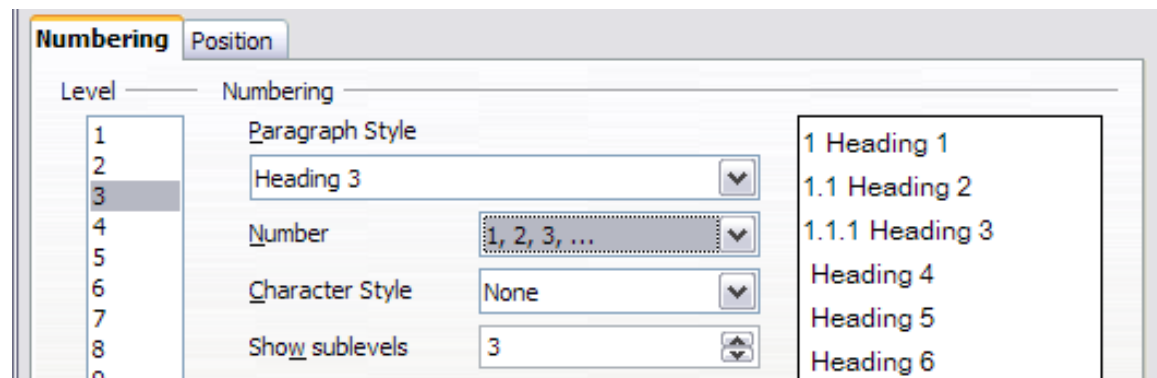 Numbering Position
Level Numbering
1
2
3
4
5
6
7
8
Paragraph Style
Heading 3
Number 1, 2, 3, ...
Character Style None
Show sublevels 3
1 Heading 1
1.1 Heading 2
1.1.1 Heading 3
Heading 4
Heading 5
Heading 6